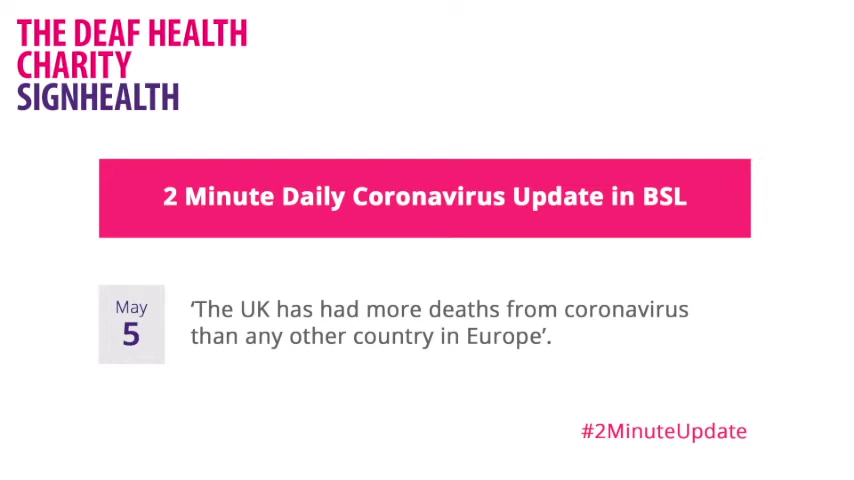 THE DEAF HEALTH
CHARITY
SIGNHEALTH
2 Minute Daily Coronavirus Update in BSL
May
5
‘The UK has had more deaths from coronavirus
than any other country in Europe’.
#2MinuteUpdate